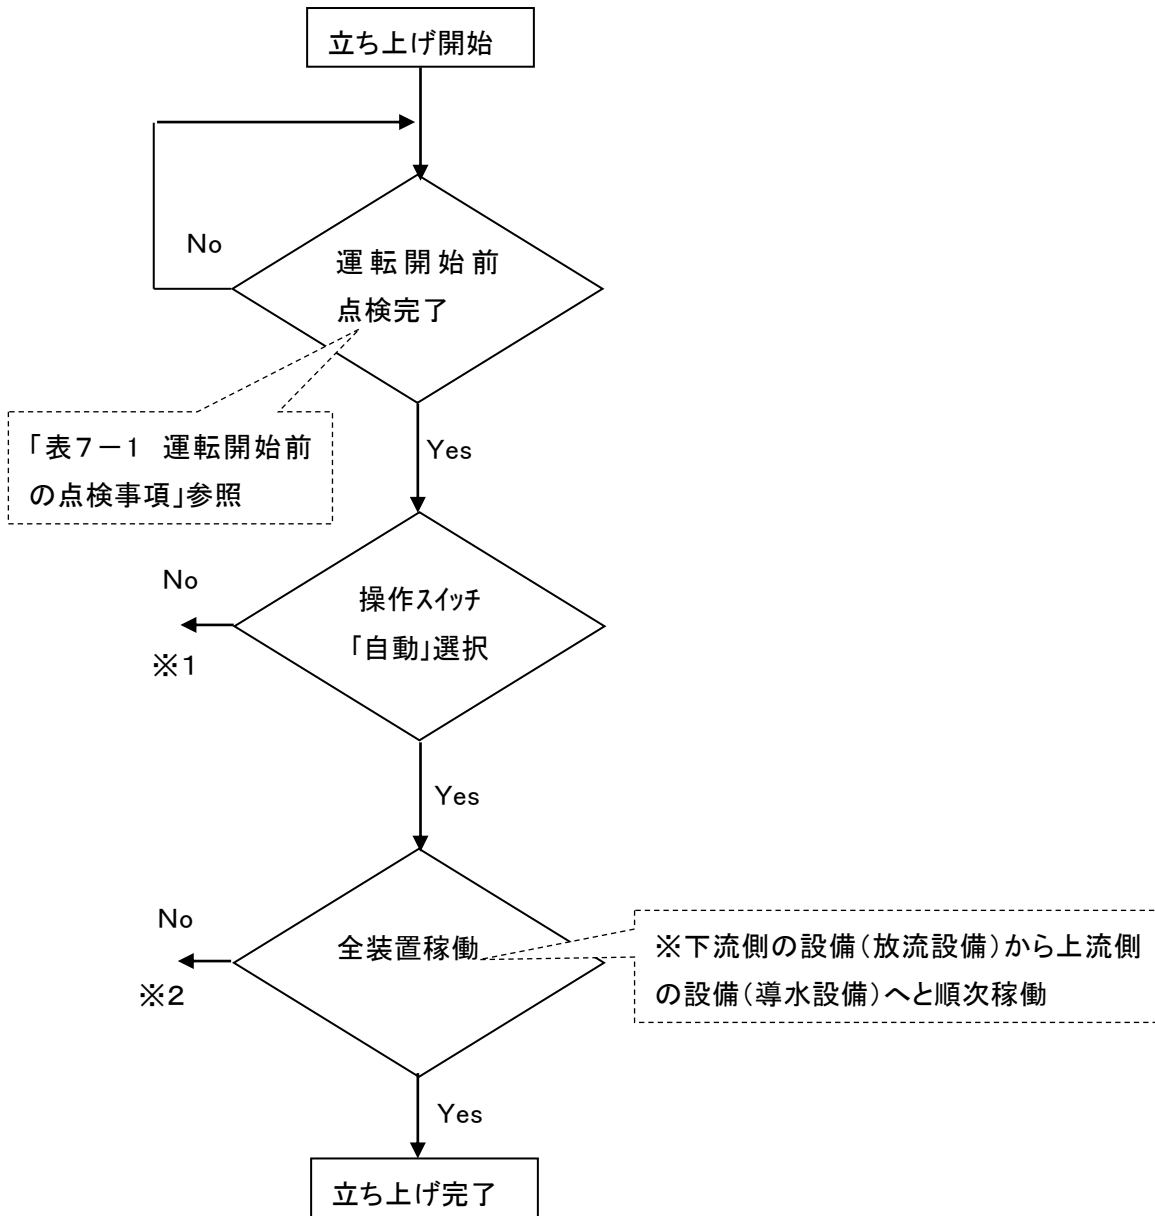 立ち上げ開始
No
運転開始前
点検完了
「表7－1 運転開始前
の点検事項」参照
Yes
No
操作スイッチ
「自動」選択
※1
Yes
No
全装置稼働
※2
※下流側の設備(放流設備)から上流側
の設備(導水設備)へと順次稼働
Yes
立ち上げ完了